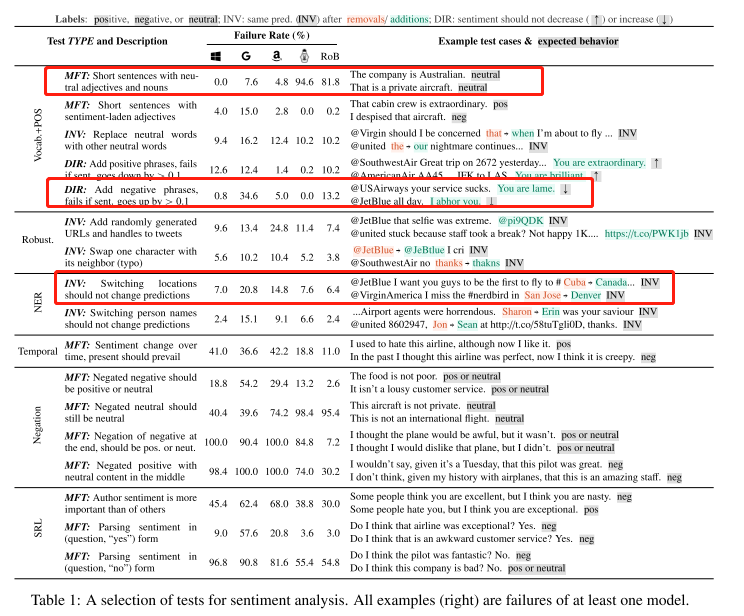 Labels: positive, negative, or neutral; INV: same pred. (INV) after removals/ additions; DIR: sentiment should not decrease ( ↑ ) or increase ( ↓ )
Test TYPE and Description Failure Rate (%) Example test cases & expected behavior
G a RoB
Vocab.+POS
MFT: Short sentences with neu-
tral adjectives and nouns
0.0 7.6 4.8 94.6 81.8
The company is Australian. neutral
That is a private aircraft. neutral
MFT: Short sentences with
sentiment-laden adjectives
4.0 15.0 2.8 0.0 0.2
That cabin crew is extraordinary. pos
I despised that aircraft. neg
INV: Replace neutral words
with other neutral words
9.4 16.2 12.4 10.2 10.2
@Virgin should I be concerned that → when I'm about to fly ... INV
@united the → our nightmare continues... INV
DIR: Add positive phrases, fails
if sent. goes down by > 0.1
12.6 12.4 1.4 0.2 10.2
@SouthwestAir Great trip on 2672 yesterday... You are extraordinary. ↑
@AmericanAir AA45 ... JFK to LAS. You are brilliant. ↑
DIR: Add negative phrases,
fails if sent. goes up by > 0.1
0.8 34.6 5.0 0.0 13.2
@USAirways your service sucks. You are lame. ↓
@JetBlue all day. I abhor you. ↓
Robust.
INV: Add randomly generated
URLs and handles to tweets
9.6 13.4 24.8 11.4 7.4
@JetBlue that selfie was extreme. @pi9QDK INV
@united stuck because staff took a break? Not happy 1K.... https://t.co/PWK1jb INV
INV: Swap one character with
its neighbor (typo)
5.6 10.2 10.4 5.2 3.8
@JetBlue → @JeBtlue I cri INV
@SouthwestAir no thanks → thakns INV
NER
INV: Switching locations
should not change predictions
7.0 20.8 14.8 7.6 6.4
@JetBlue I want you guys to be the first to fly to # Cuba → Canada... INV
@VirginAmerica I miss the #nerdbird in San Jose → Denver INV
INV: Switching person names
should not change predictions
2.4 15.1 9.1 6.6 2.4
...Airport agents were horrendous. Sharon → Erin was your saviour INV
@united 8602947, Jon → Sean at http://t.co/58tuTgli0D, thanks. INV
Temporal
MFT: Sentiment change over
time, present should prevail
41.0 36.6 42.2 18.8 11.0
I used to hate this airline, although now I like it. pos
In the past I thought this airline was perfect, now I think it is creepy. neg
Negation
MFT: Negated negative should
be positive or neutral
18.8 54.2 29.4 13.2 2.6
The food is not poor. pos or neutral
It isn't a lousy customer service. pos or neutral
MFT: Negated neutral should
still be neutral
40.4 39.6 74.2 98.4 95.4
This aircraft is not private. neutral
This is not an international flight. neutral
MFT: Negation of negative at
the end, should be pos. or neut.
100.0 90.4 100.0 84.8 7.2
I thought the plane would be awful, but it wasn't. pos or neutral
I thought I would dislike that plane, but I didn't. pos or neutral
MFT: Negated positive with
neutral content in the middle
98.4 100.0 100.0 74.0 30.2
I wouldn't say, given it's a Tuesday, that this pilot was great. neg
I don't think, given my history with airplanes, that this is an amazing staff. neg
SRL
MFT: Author sentiment is more
important than of others
45.4 62.4 68.0 38.8 30.0
Some people think you are excellent, but I think you are nasty. neg
Some people hate you, but I think you are exceptional. pos
MFT: Parsing sentiment in
(question, "yes") form
9.0 57.6 20.8 3.6 3.0
Do I think that airline was exceptional? Yes. neg
Do I think that is an awkward customer service? Yes. neg
MFT: Parsing sentiment in
(question, "no") form
96.8 90.8 81.6 55.4 54.8
Do I think the pilot was fantastic? No. neg
Do I think this company is bad? No. pos or neutral
Table 1: A selection of tests for sentiment analysis. All examples (right) are failures of at least one model.